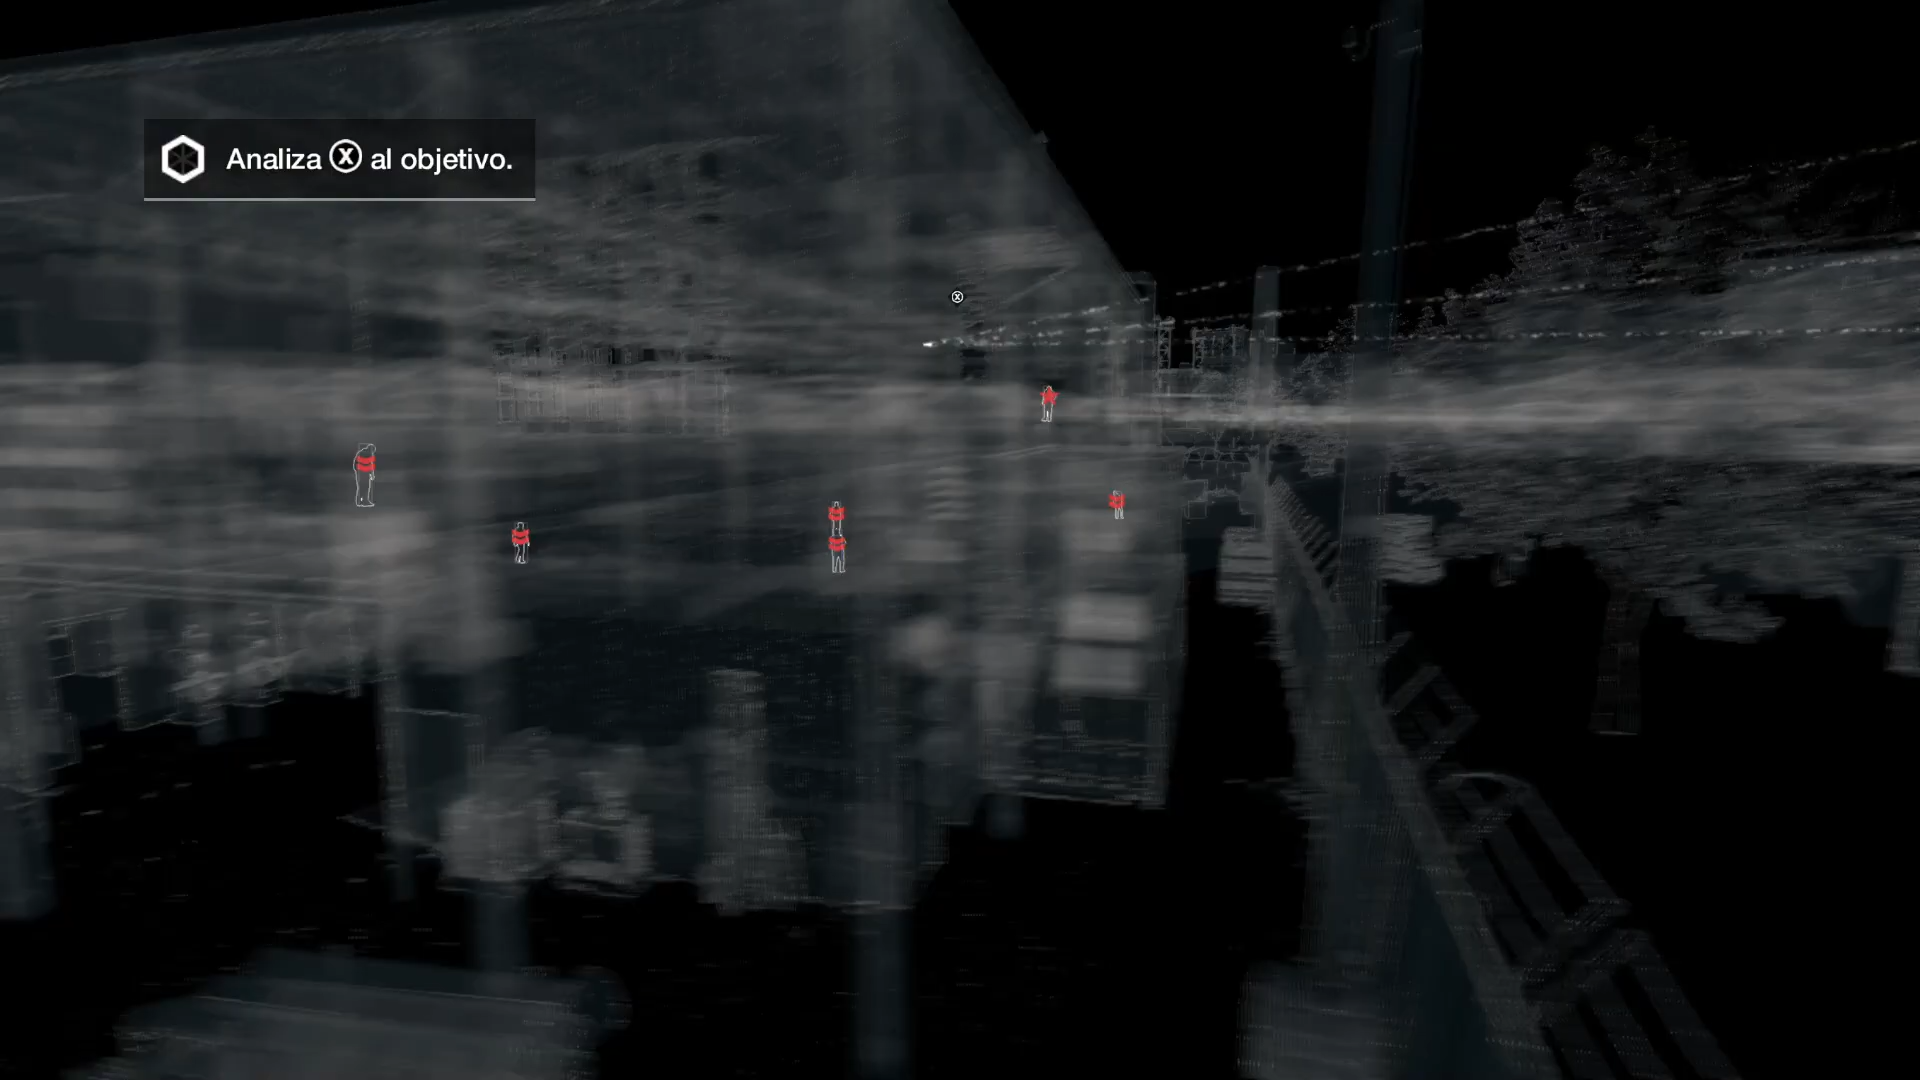 Analiza ⓧ al objetivo.
ⓧ